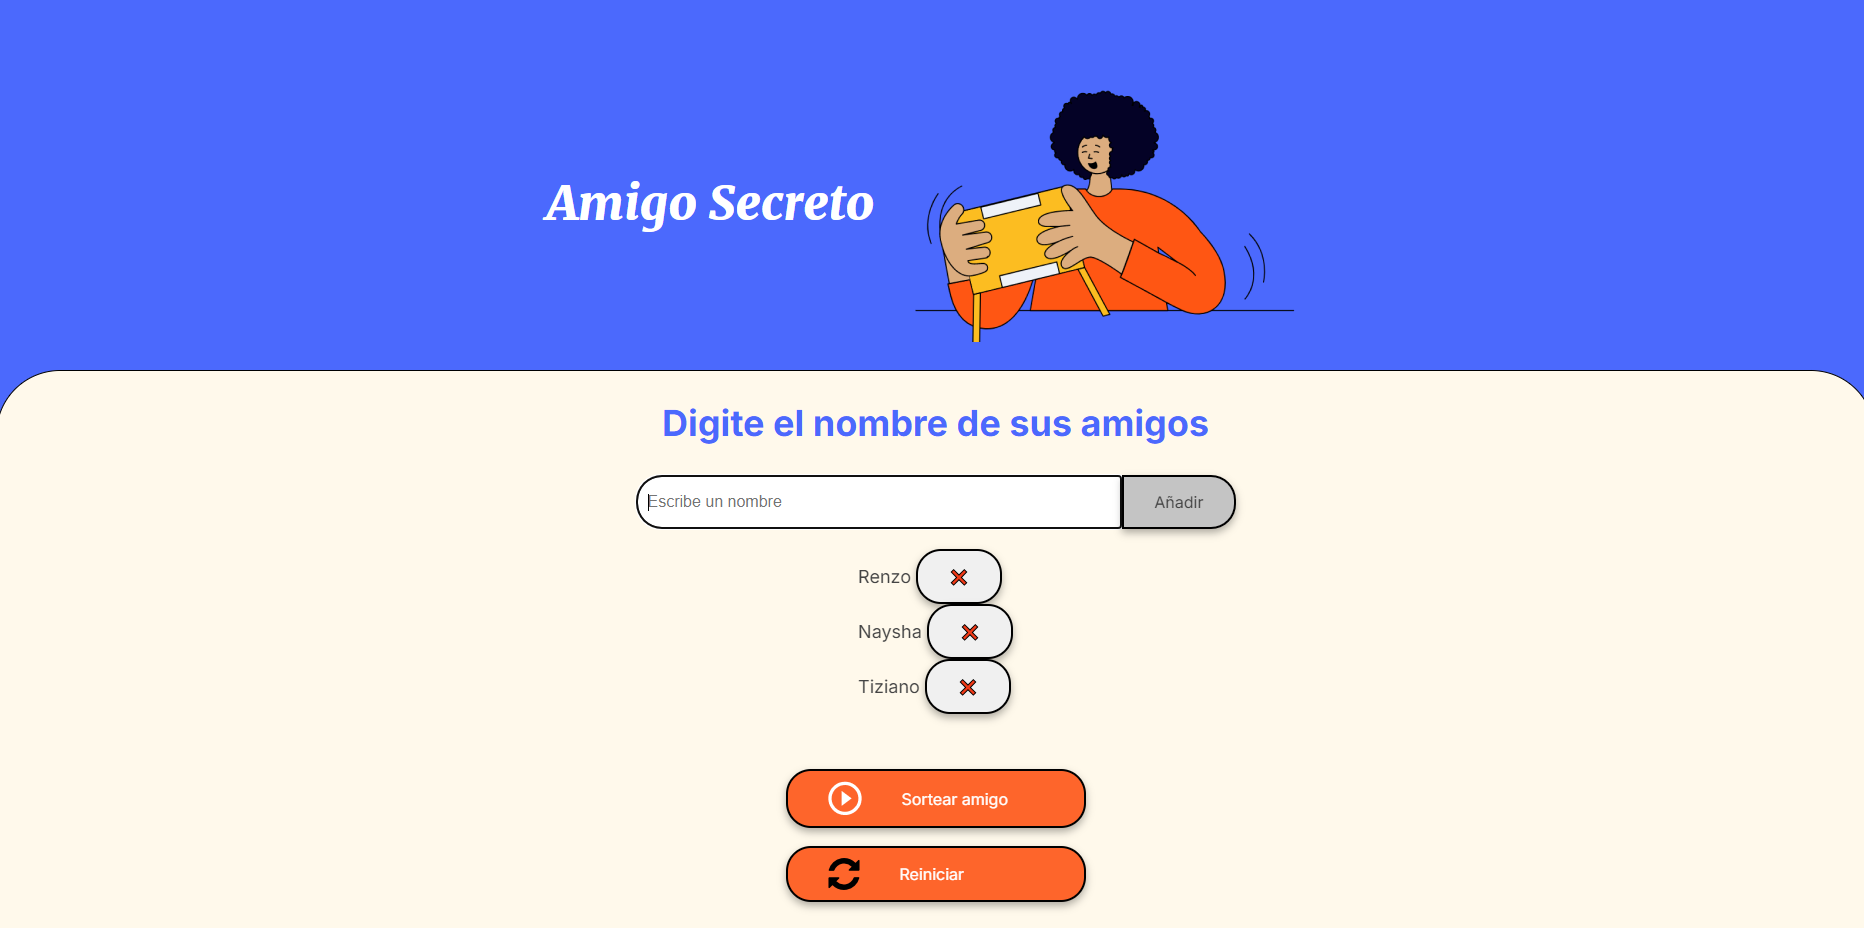 Amigo Secreto
Digite el nombre de sus amigos
Escribe un nombre
Añadir
Renzo
Naysha
Tiziano
Sortear amigo
Reiniciar